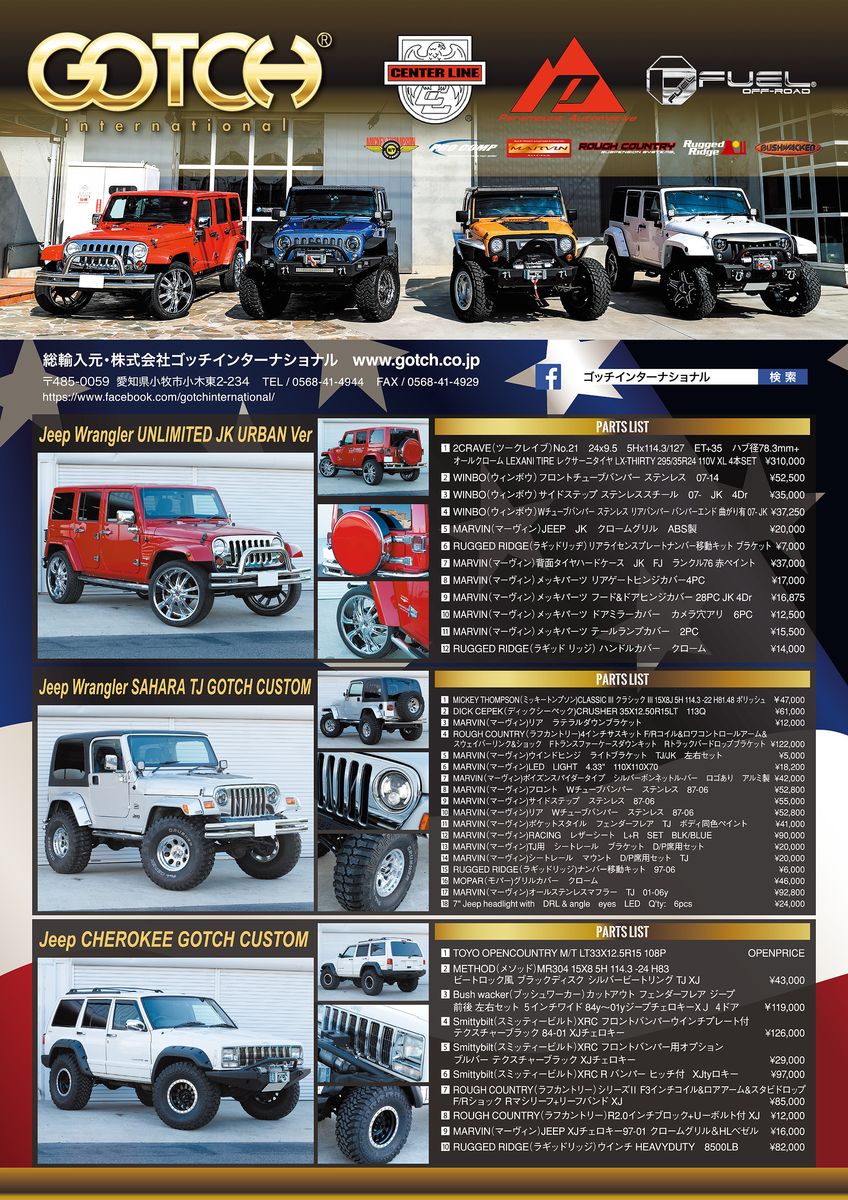 GOTCH®
international
CENTER LINE
®
Paramount Automotive
FUEL®
OFF-ROAD
MICKEY THOMPSON
PRO COMP
MARVIN
ROUGH COUNTRY
SUSPENSION SYSTEMS
Rugged Ridge
BUSHWACKER
総輸入元・株式会社ゴッチインターナショナル www.gotch.co.jp
〒485-0059 愛知県小牧市小木東2-234 TEL / 0568-41-4944 FAX / 0568-41-4929
https://www.facebook.com/gotchinternational/
ゴッチインターナショナル 検索
Jeep Wrangler UNLIMITED JK URBAN Ver
PARTS LIST
1 2CRAVE(ツークレイブ)No.21 24x9.5 5Hx114.3/127 ET+35 ハブ径78.3mm+
オールクローム LEXANI TIRE レクサーニタイヤ LX-THIRTY 295/35R24 110V XL 4本SET ¥310,000
2 WINBO(ウィンボウ)フロントチューブバンパー ステンレス 07-14 ¥52,500
3 WINBO(ウィンボウ)サイドステップ ステンレススチール 07- JK 4Dr ¥35,000
4 WINBO(ウィンボウ)Wチューブバンパー ステンレス リアバンパー バンパーエンド 曲がり有 07- JK ¥37,250
5 MARVIN(マーヴィン)JEEP JK クロームグリル ABS製 ¥20,000
6 RUGGED RIDGE(ラギッドリッヂ)リアライセンスプレートナンバー移動キット ブラケット ¥7,000
7 MARVIN(マーヴィン)背面タイヤハードケース JK FJ ランクル76 赤ペイント ¥37,000
8 MARVIN(マーヴィン)メッキパーツ リアゲートヒンジカバー4PC ¥17,000
9 MARVIN(マーヴィン)メッキパーツ フード&ドアヒンジカバー 28PC JK 4Dr ¥16,875
10 MARVIN(マーヴィン)メッキパーツ ドアミラーカバー カメラ穴アリ 6PC ¥12,500
11 MARVIN(マーヴィン)メッキパーツ テールランプカバー 2PC ¥15,500
12 RUGGED RIDGE(ラギッド リッジ) ハンドルカバー クローム ¥14,000
Jeep Wrangler SAHARA TJ GOTCH CUSTOM
PARTS LIST
1 MICKEY THOMPSON(ミッキートンプソン)CLASSIC III クラシック III 15X8J 5H 114.3 -22 H81.48 ポリッシュ ¥47,000
2 DICK CEPEK(ディックシーペック)CRUSHER 35X12.50R15LT 113Q ¥61,000
3 MARVIN(マーヴィン)リア ラテラルダウンブラケット ¥12,000
4 ROUGH COUNTRY(ラフカントリー)4インチサスキット F/Rコイル&ロワコントロールアーム&
スウェイバーリンク&ショック Fトランスファーケースダウンキット Rトラックバードロップブラケット ¥122,000
5 MARVIN(マーヴィン)ウインドヒンジ ライトブラケット TJ/JK 左右セット ¥5,000
6 MARVIN(マーヴィン)LED LIGHT 4.33" 110X110X70 ¥18,200
7 MARVIN(マーヴィン)ポイズンスパイダータイプ シルバーボンネットルーバー ロゴあり アルミ製 ¥42,000
8 MARVIN(マーヴィン)フロント Wチューブバンパー ステンレス 87-06 ¥52,800
9 MARVIN(マーヴィン)サイドステップ ステンレス 87-06 ¥55,000
10 MARVIN(マーヴィン)リア Wチューブバンパー ステンレス 87-06 ¥52,800
11 MARVIN(マーヴィン)ポケットスタイル フェンダーフレア TJ ボディ同色ペイント ¥41,000
12 MARVIN(マーヴィン)RACING レザーシート L+R SET BLK/BLUE ¥90,000
13 MARVIN(マーヴィン)TJ用 シートレール ブラケット D/P席用セット ¥20,000
14 MARVIN(マーヴィン)シートレール マウント D/P席用セット TJ ¥20,000
15 RUGGED RIDGE(ラギッドリッジ)ナンバー移動キット 97-06 ¥6,000
16 MOPAR(モパー)グリルカバー クローム ¥46,000
17 MARVIN(マーヴィン)オールステンレスマフラー TJ 01-06y ¥92,800
18 7" Jeep headlight with DRL & angle eyes LED Q'ty: 6pcs ¥24,000
Jeep CHEROKEE GOTCH CUSTOM
PARTS LIST
1 TOYO OPENCOUNTRY M/T LT33X12.5R15 108P OPENPRICE
2 METHOD(メソッド)MR304 15X8 5H 114.3 -24 H83
ビートロック風 ブラックディスク シルバービートリング TJ XJ ¥43,000
3 Bush wacker(ブッシュワーカー)カットアウト フェンダーフレア ジープ
前後 左右セット 5インチワイド 84y〜01yジープチェロキーXJ 4ドア ¥119,000
4 Smittybilt(スミッティービルト)XRC フロントバンパーウインチプレート付
テクスチャーブラック 84-01 XJチェロキー ¥126,000
5 Smittybilt(スミッティービルト)XRC フロントバンパー用オプション
ブルバー テクスチャーブラック XJチェロキー ¥29,000
6 Smittybilt(スミッティービルト)XRC R バンパー ヒッチ付 XJtyロキー ¥97,000
7 ROUGH COUNTRY(ラフカントリー)シリーズⅡ F3インチコイル&ロアアーム&スタビドロップ
F/Rショック Rマシリーフ+リーフバンド XJ ¥85,000
8 ROUGH COUNTRY(ラフカントリー)R2.0インチブロック+Uーボルト付 XJ ¥12,000
9 MARVIN(マーヴィン)JEEP XJチェロキー97-01 クロームグリル&HLベゼル ¥16,000
10 RUGGED RIDGE(ラギッドリッジ)ウインチ HEAVYDUTY 8500LB ¥82,000